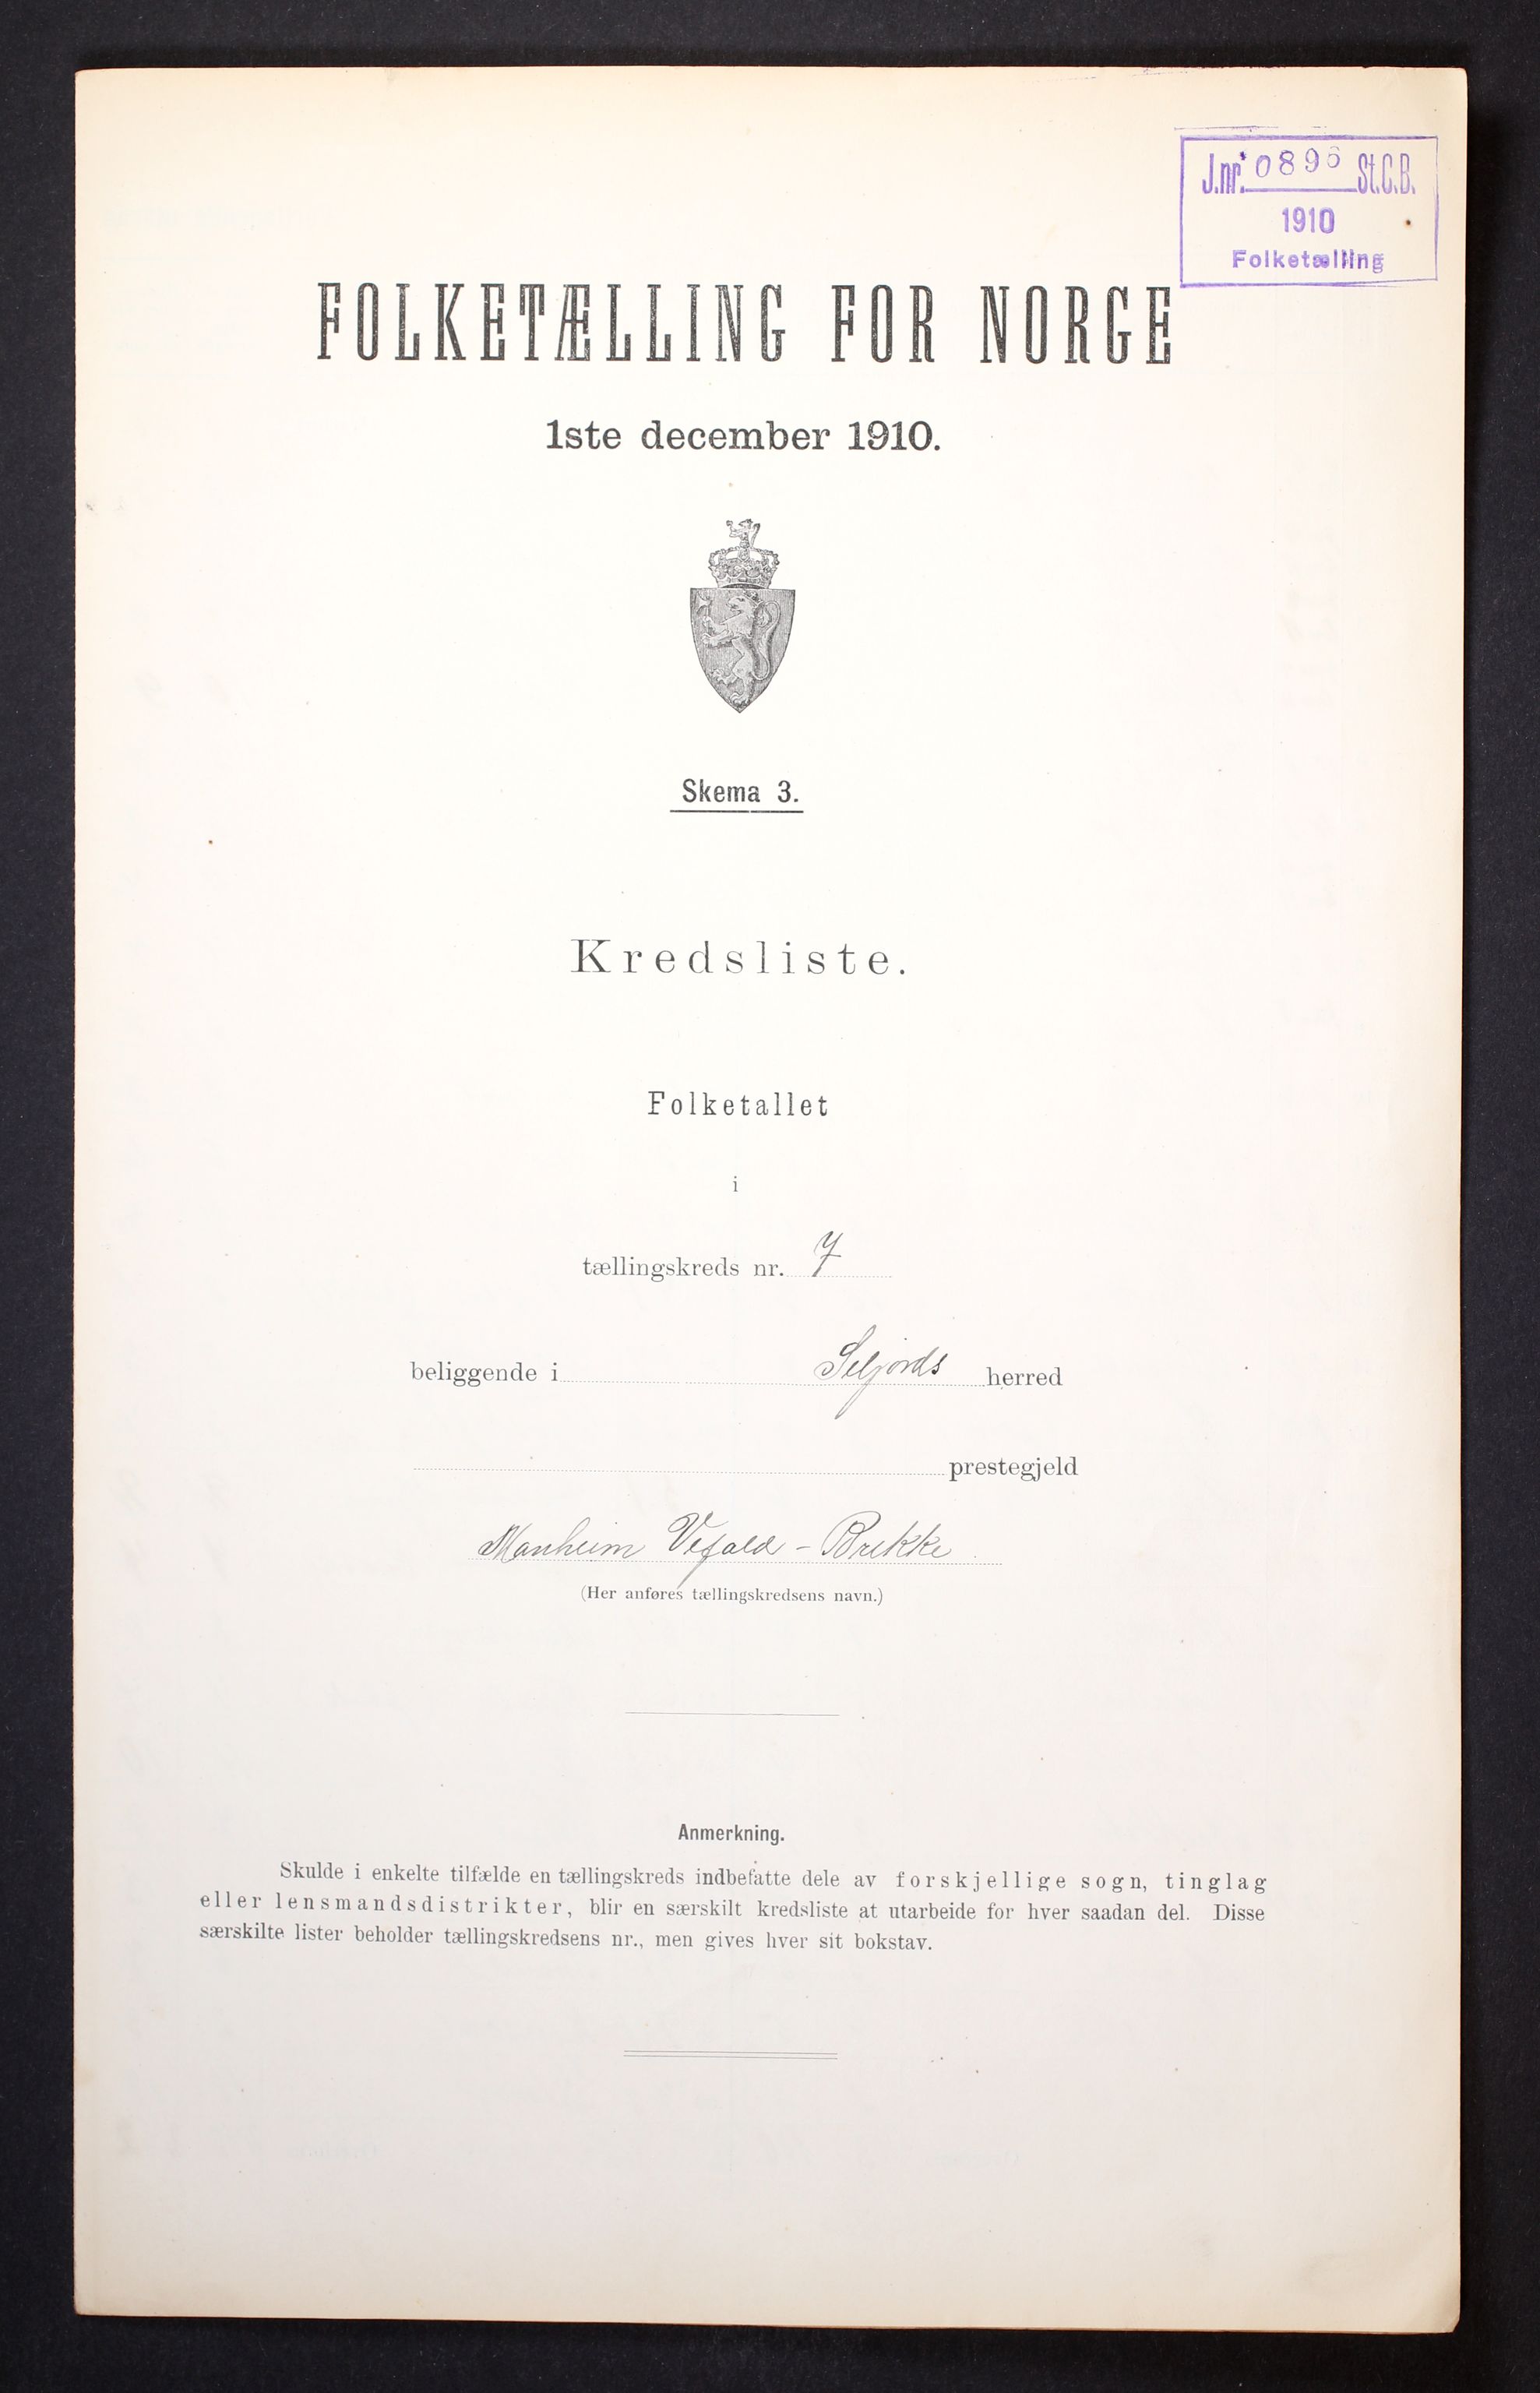 J.nr. 0896 St.C.B.
1910
Folketælling
FOLKETÆLLING FOR NORGE
1ste december 1910.
Skema 3.
Kredsliste.
Folketallet
i
tællingskreds nr. 7
beliggende i Seljords herred
prestegjeld
Manheim Vefald - Brekke
(Her anføres tællingskredsens navn.)
Anmerkning.
Skulde i enkelte tilfælde en tællingskreds indbefatte dele av forskjellige sogn, tinglag
eller lensmandsdistrikter, blir en særskilt kredsliste at utarbeide for hver saadan del. Disse
særskilte lister beholder tællingskredsens nr., men gives hver sit bokstav.